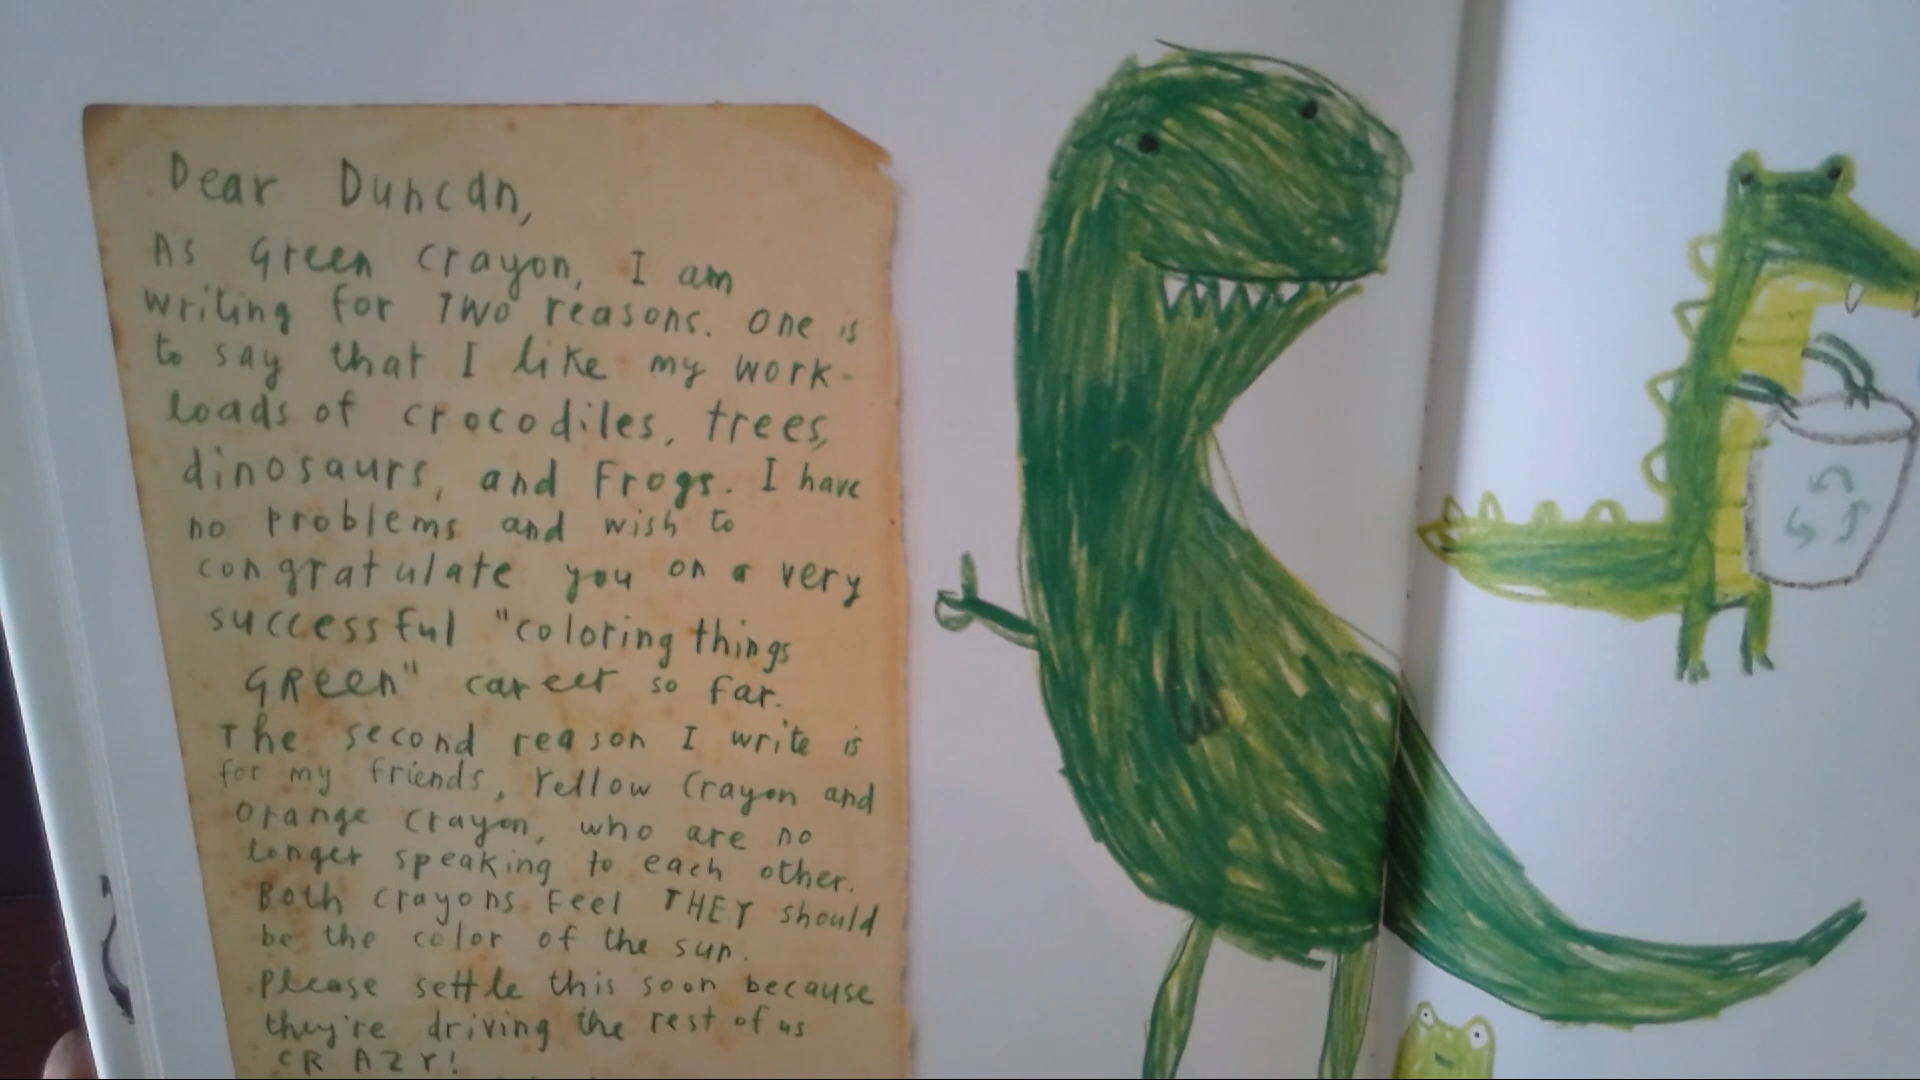 Dear Duncan,
As Green crayon, I am
writing for TWO reasons. One is
to say that I like my work-
loads of crocodiles, trees,
dinosaurs, and frogs. I have
no problems and wish to
congratulate you on a very
successful "coloring things
GReen" career so far.
The second reason I write is
for my friends, Yellow Crayon and
Orange Crayon, who are no
longer speaking to each other.
Both crayons feel THEY should
be the color of the sun.
Please settle this soon because
they're driving the rest of us
CRAZY!